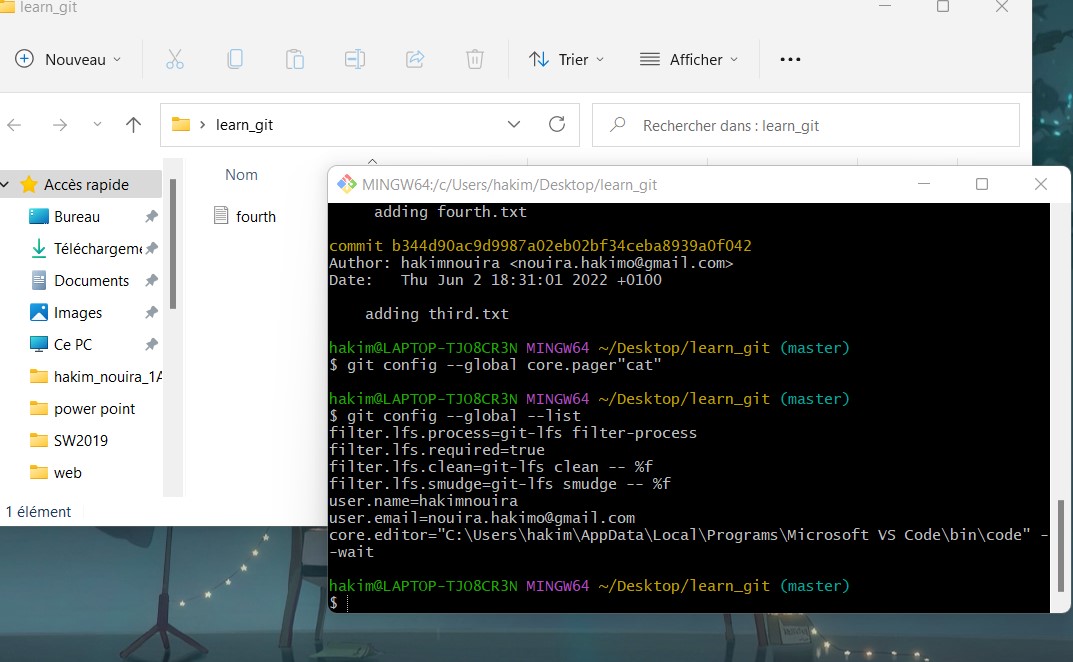 learn_git
Nouveau
Trier
Afficher
learn_git
Rechercher dans : learn_git
Accès rapide
Bureau
Téléchargeme
Documents
Images
Ce PC
hakim_nouira_1A
power point
SW2019
web
1 élément
Nom
fourth
MINGW64:/c/Users/hakim/Desktop/learn_git
adding fourth.txt
commit b344d90ac9d9987a02eb02bf34ceba8939a0f042
Author: hakimnouira <nouira.hakimo@gmail.com>
Date:   Thu Jun 2 18:31:01 2022 +0100
adding third.txt
hakim@LAPTOP-TJO8CR3N MINGW64 ~/Desktop/learn_git (master)
$ git config --global core.pager"cat"
hakim@LAPTOP-TJO8CR3N MINGW64 ~/Desktop/learn_git (master)
$ git config --global --list
filter.lfs.process=git-lfs filter-process
filter.lfs.required=true
filter.lfs.clean=git-lfs clean -- %f
filter.lfs.smudge=git-lfs smudge -- %f
user.name=hakimnouira
user.email=nouira.hakimo@gmail.com
core.editor="C:\Users\hakim\AppData\Local\Programs\Microsoft VS Code\bin\code" -
-wait
hakim@LAPTOP-TJO8CR3N MINGW64 ~/Desktop/learn_git (master)
$